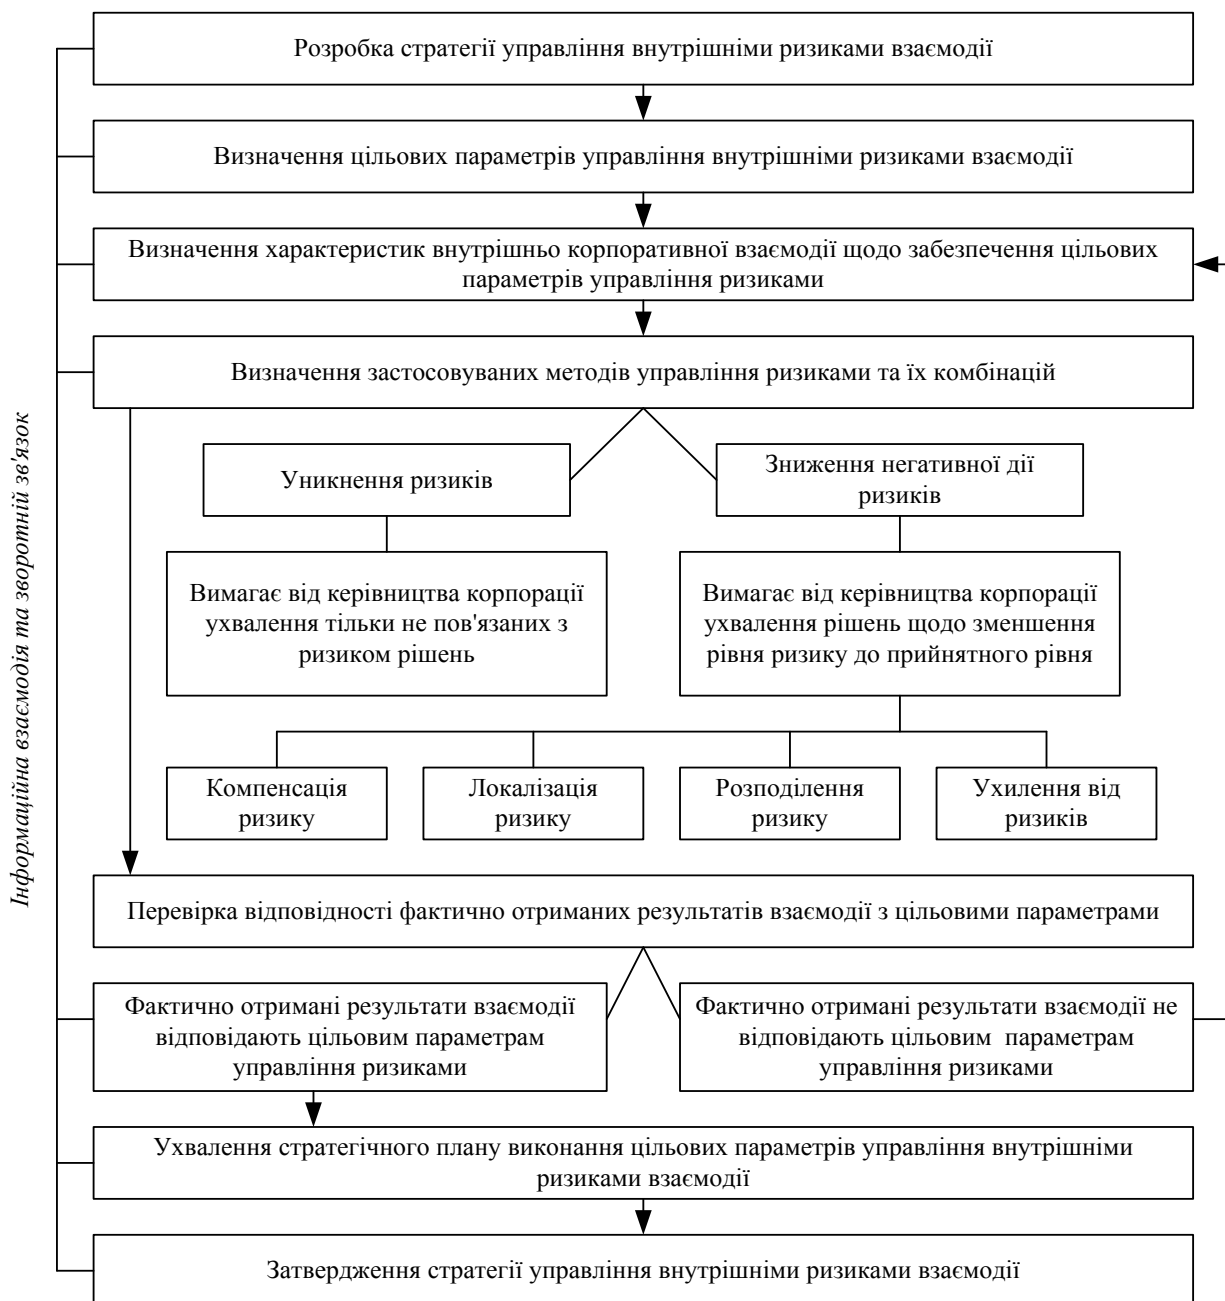 Розробка стратегії управління внутрішніми ризиками взаємодії
Визначення цільових параметрів управління внутрішніми ризиками взаємодії
Визначення характеристик внутрішньо корпоративної взаємодії щодо забезпечення цільових
параметрів управління ризиками
Визначення застосовуваних методів управління ризиками та їх комбінацій
Уникнення ризиків
Зниження негативної дії
ризиків
Вимагає від керівництва корпорації
ухвалення тільки не пов'язаних з
ризиком рішень
Вимагає від керівництва корпорації
ухвалення рішень щодо зменшення
рівня ризику до прийнятного рівня
Компенсація
ризику
Локалізація
ризику
Розподілення
ризику
Ухилення від
ризиків
Перевірка відповідності фактично отриманих результатів взаємодії з цільовими параметрами
Фактично отримані результати взаємодії
відповідають цільовим параметрам
управління ризиками
Фактично отримані результати взаємодії не
відповідають цільовим параметрам
управління ризиками
Ухвалення стратегічного плану виконання цільових параметрів управління внутрішніми
ризиками взаємодії
Затвердження стратегії управління внутрішніми ризиками взаємодії
Інформаційна взаємодія та зворотній зв'язок